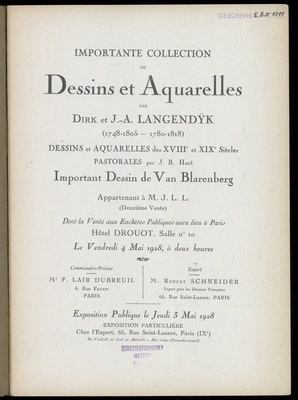 GESCHENK E.B. N° 1011
IMPORTANTE COLLECTION
DE
Dessins et Aquarelles
PAR
DIRK et J.-A. LANGENDŸK
(1748-1805 — 1780-1818)
DESSINS et AQUARELLES des XVIIIe et XIXe Siècles
PASTORALES par J. B. Huet
Important Dessin de Van Blarenberg
Appartenant à M. J. L. L.
(Deuxième Vente)
Dont la Vente aux Enchères Publiques aura lieu à Paris
Hôtel DROUOT, Salle n° 10
Le Vendredi 4 Mai 1928, à deux heures
Commissaire-Priseur
Me F. LAIR DUBREUIL
6, Rue Favart
PARIS
Expert
M. ROBERT SCHNEIDER
Expert près les Douanes Françaises
65, Rue Saint-Lazare, PARIS
Exposition Publique le Jeudi 3 Mai 1928
EXPOSITION PARTICULIÈRE
Chez l'Expert, 65, Rue Saint-Lazare, Paris (IXe)